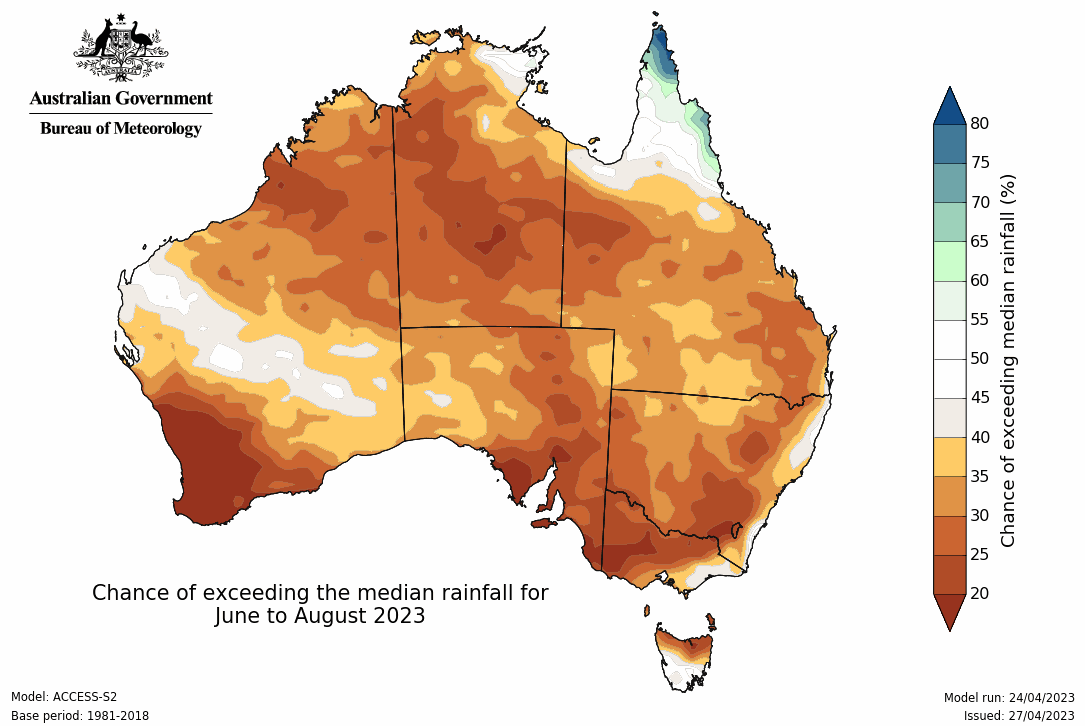 Australian Government
Bureau of Meteorology
80
75
70
65
60
55
50
45
40
35
30
25
20
Chance of exceeding median rainfall (%)
Chance of exceeding the median rainfall for
June to August 2023
Model: ACCESS-S2
Base period: 1981-2018
Model run: 24/04/2023
Issued: 27/04/2023